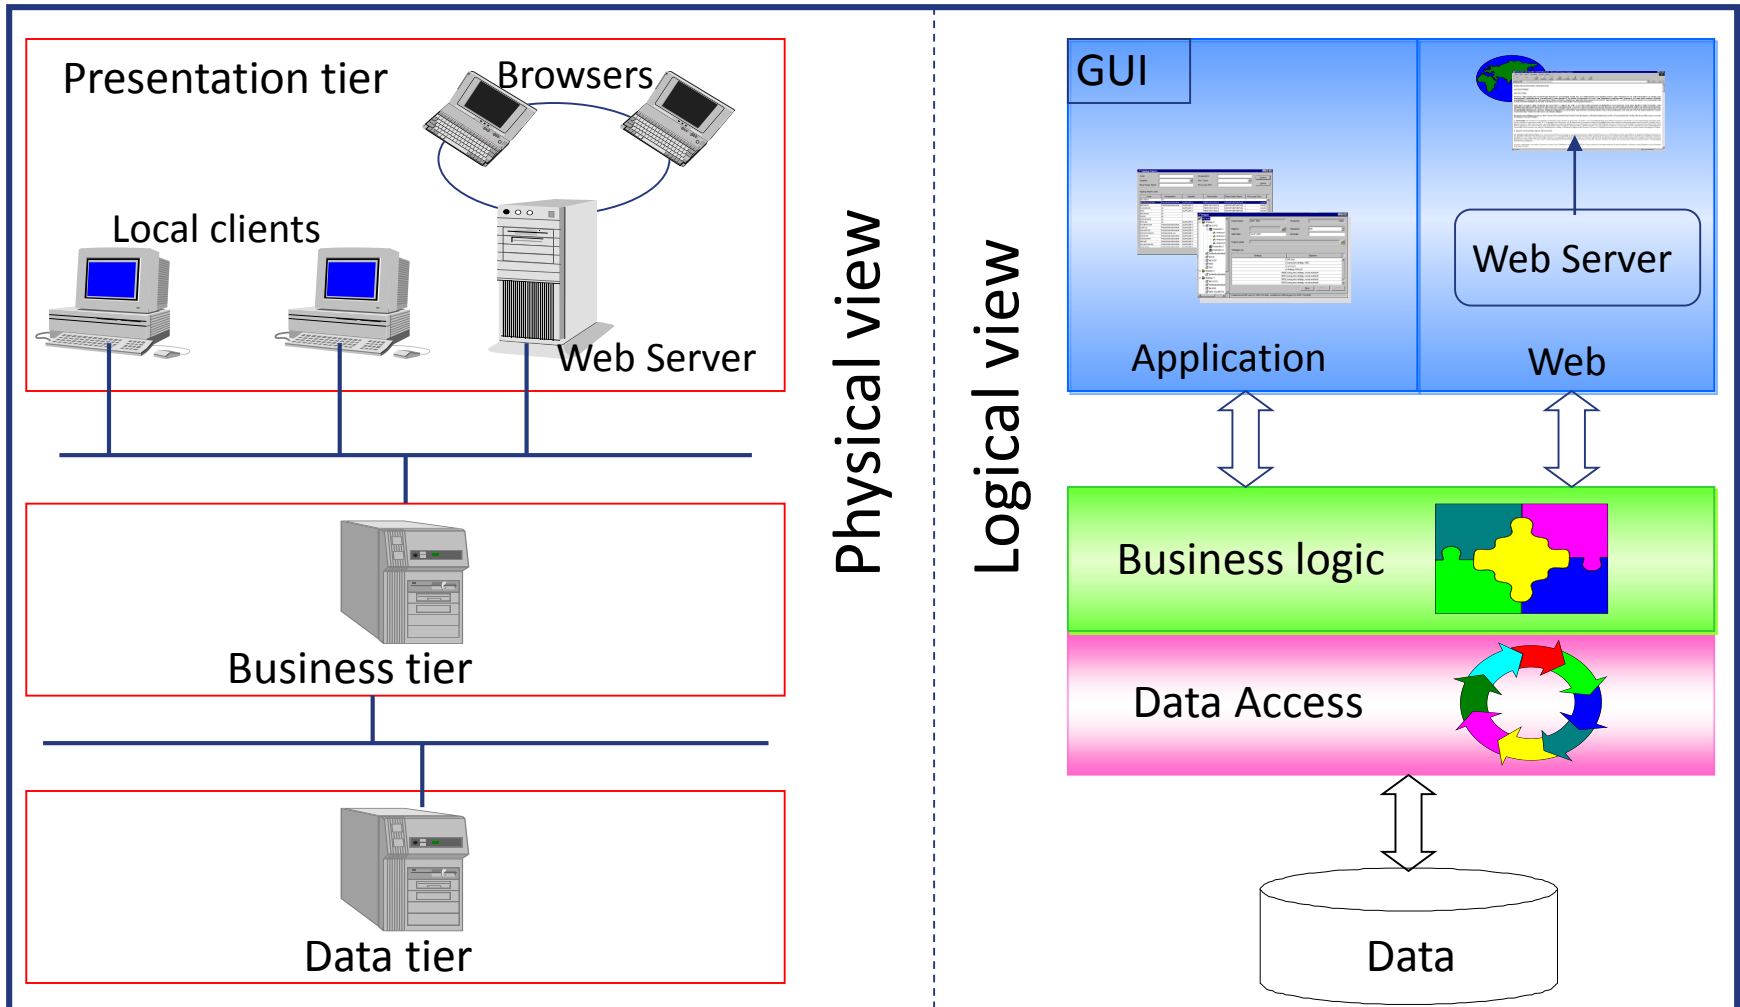 Presentation tier
Browsers
Local clients
Web Server
Business tier
Data tier
Physical view
Logical view
GUI
Web Server
Application
Web
Business logic
Data Access
Data